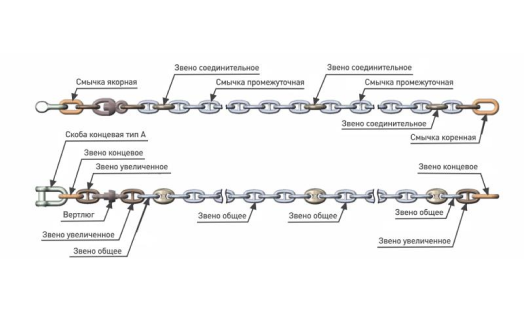 Звено соединительное
Звено соединительное
Смычка якорная
Смычка промежуточная
Смычка промежуточная
Звено соединительное
Смычка коренная
Скоба концевая тип А
Звено концевое
Звено увеличенное
Звено концевое
Вертлюг
Звено общее
Звено общее
Звено общее
Звено увеличенное
Звено увеличенное
Звено общее